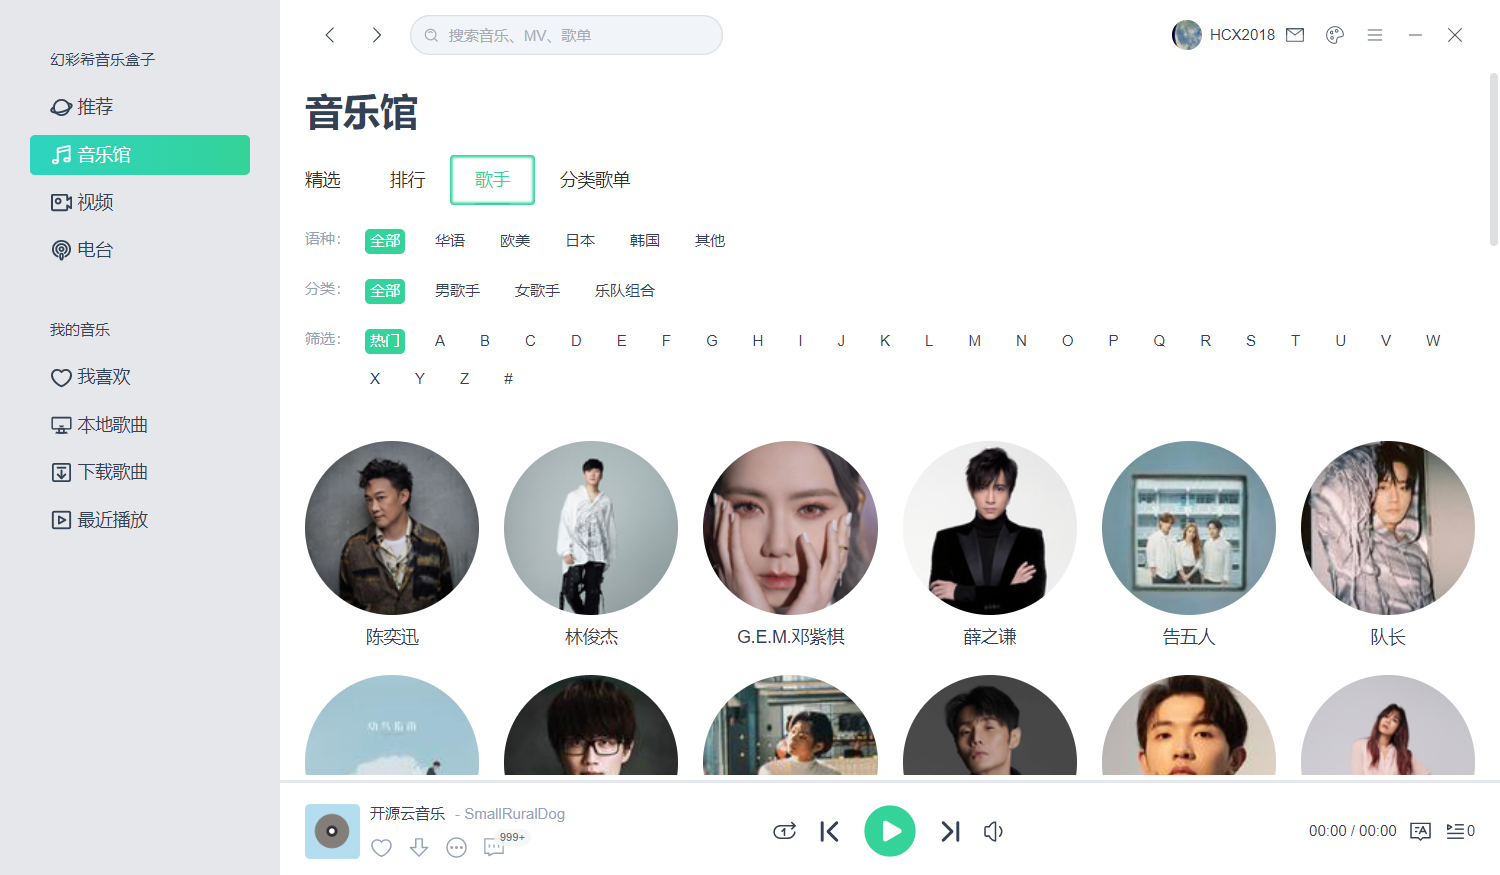 幻彩希音乐盒子
推荐
音乐馆
视频
电台
我的音乐
我喜欢
本地歌曲
下载歌曲
最近播放
搜索音乐、MV、歌单
HCX2018
音乐馆
精选 排行 歌手 分类歌单
语种: 全部 华语 欧美 日本 韩国 其他
分类: 全部 男歌手 女歌手 乐队组合
筛选: 热门 A B C D E F G H I J K L M N O P Q R S T U V W
X Y Z #
陈奕迅 林俊杰 G.E.M.邓紫棋 薛之谦 告五人 队长
开源云音乐 - SmallRuralDog
999+
1
00:00 / 00:00
A
0